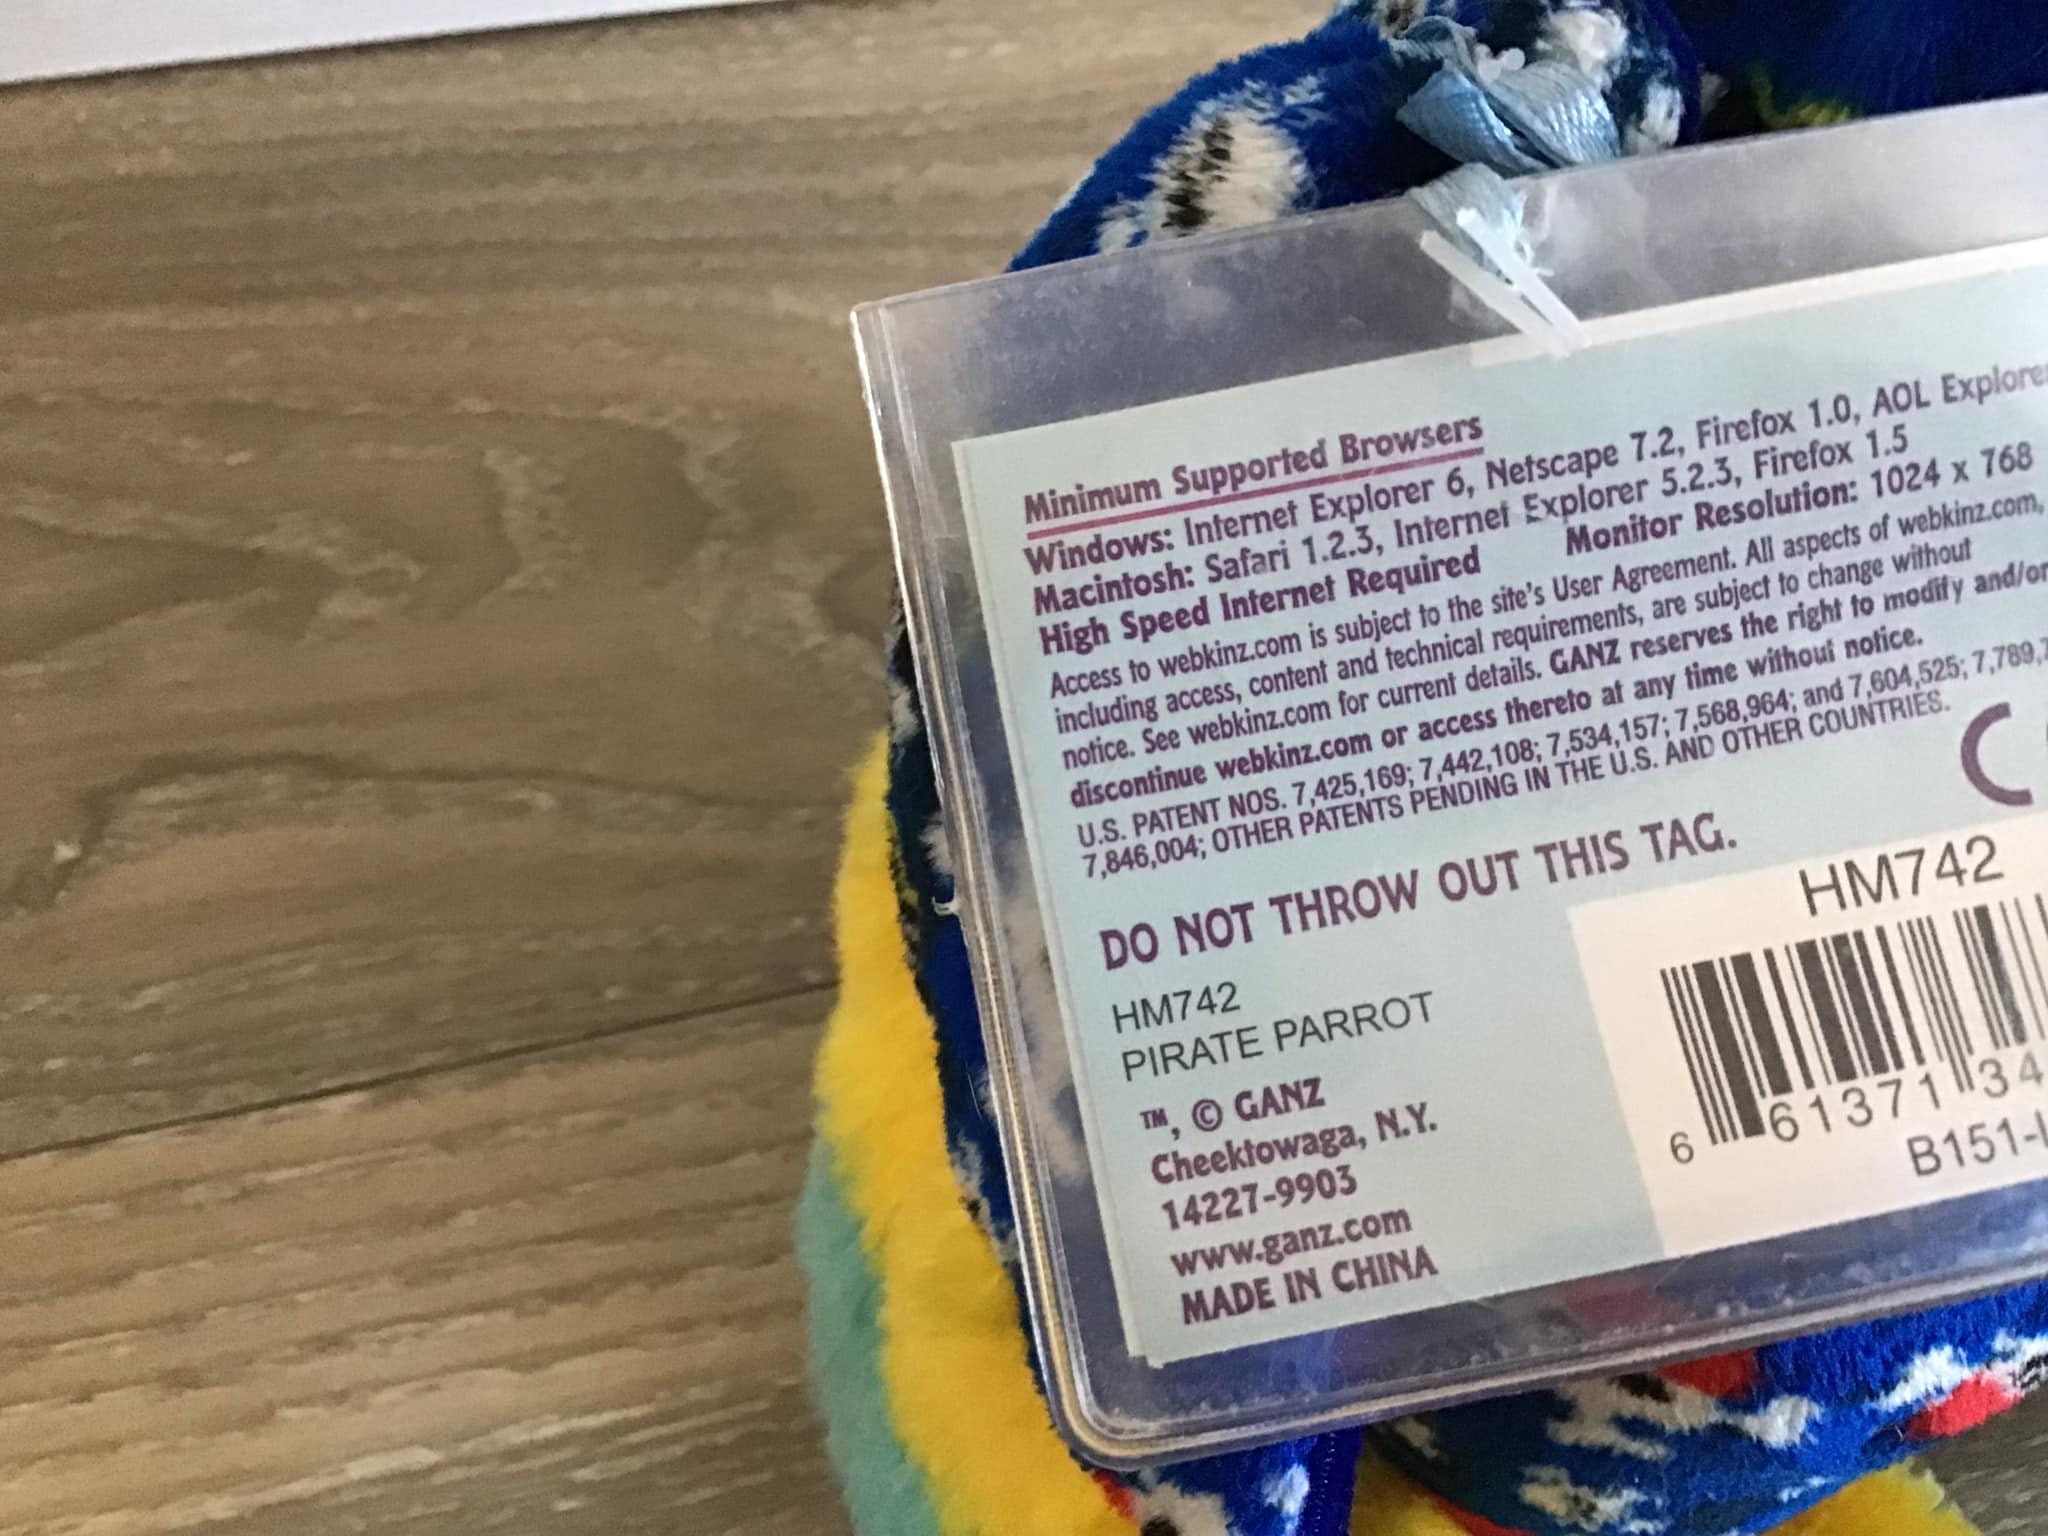 Minimum Supported Browsers
Windows: Internet Explorer 6, Netscape 7.2, Firefox 1.0, AOL Explorer
Macintosh: Safari 1.2.3, Internet Explorer 5.2.3, Firefox 1.5
High Speed Internet Required Monitor Resolution: 1024 x 768
Access to webkinz.com is subject to the site's User Agreement. All aspects of webkinz.com,
including access, content and technical requirements, are subject to change without
notice. See webkinz.com for current details. GANZ reserves the right to modify and/or
discontinue webkinz.com or access thereto at any time without notice.
U.S. PATENT NOS. 7,425,169; 7,442,108; 7,534,157; 7,568,964; and 7,604,525; 7,789,7
7,846,004; OTHER PATENTS PENDING IN THE U.S. AND OTHER COUNTRIES.
DO NOT THROW OUT THIS TAG.
HM742
PIRATE PARROT
™, © GANZ
Cheektowaga, N.Y.
14227-9903
www.ganz.com
MADE IN CHINA
HM742
6 61371 34
B151-